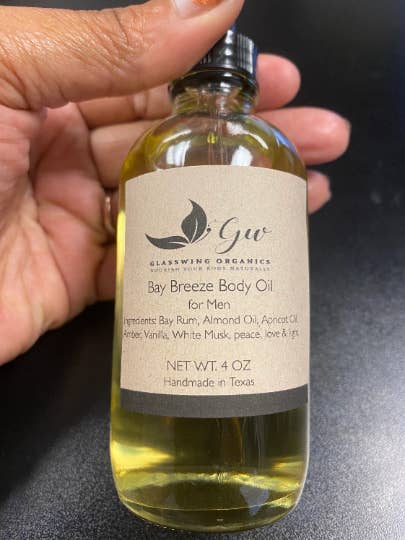 Gw
GLASSWING ORGANICS
NOURISH YOUR BODY NATURALLY
Bay Breeze Body Oil
for Men
Ingredients: Bay Rum, Almond Oil, Apricot Oil,
Amber, Vanilla, White Musk, peace, love & light
NET WT. 4 OZ
Handmade in Texas